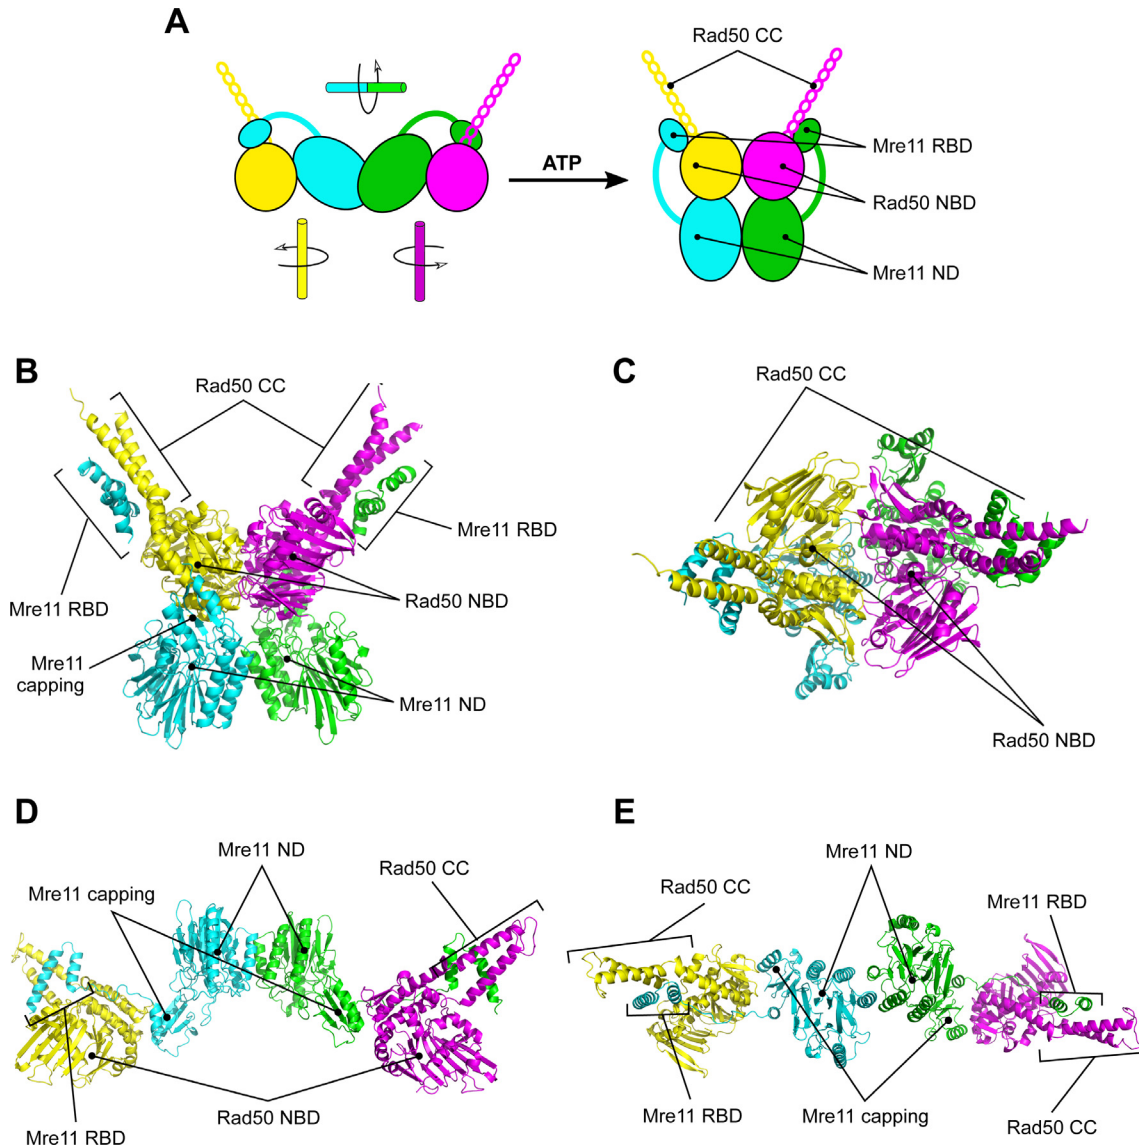 A
Rad50 CC
ATP
Mre11 RBD
Rad50 NBD
Mre11 ND
B
Rad50 CC
Mre11 RBD
Rad50 NBD
Mre11 RBD
Mre11
capping
Mre11 ND
C
Rad50 CC
Rad50 NBD
D
Mre11 ND
Rad50 CC
Mre11 capping
Rad50 NBD
Mre11 RBD
E
Mre11 ND
Rad50 CC
Mre11 RBD
Mre11 RBD
Mre11 capping
Rad50 CC